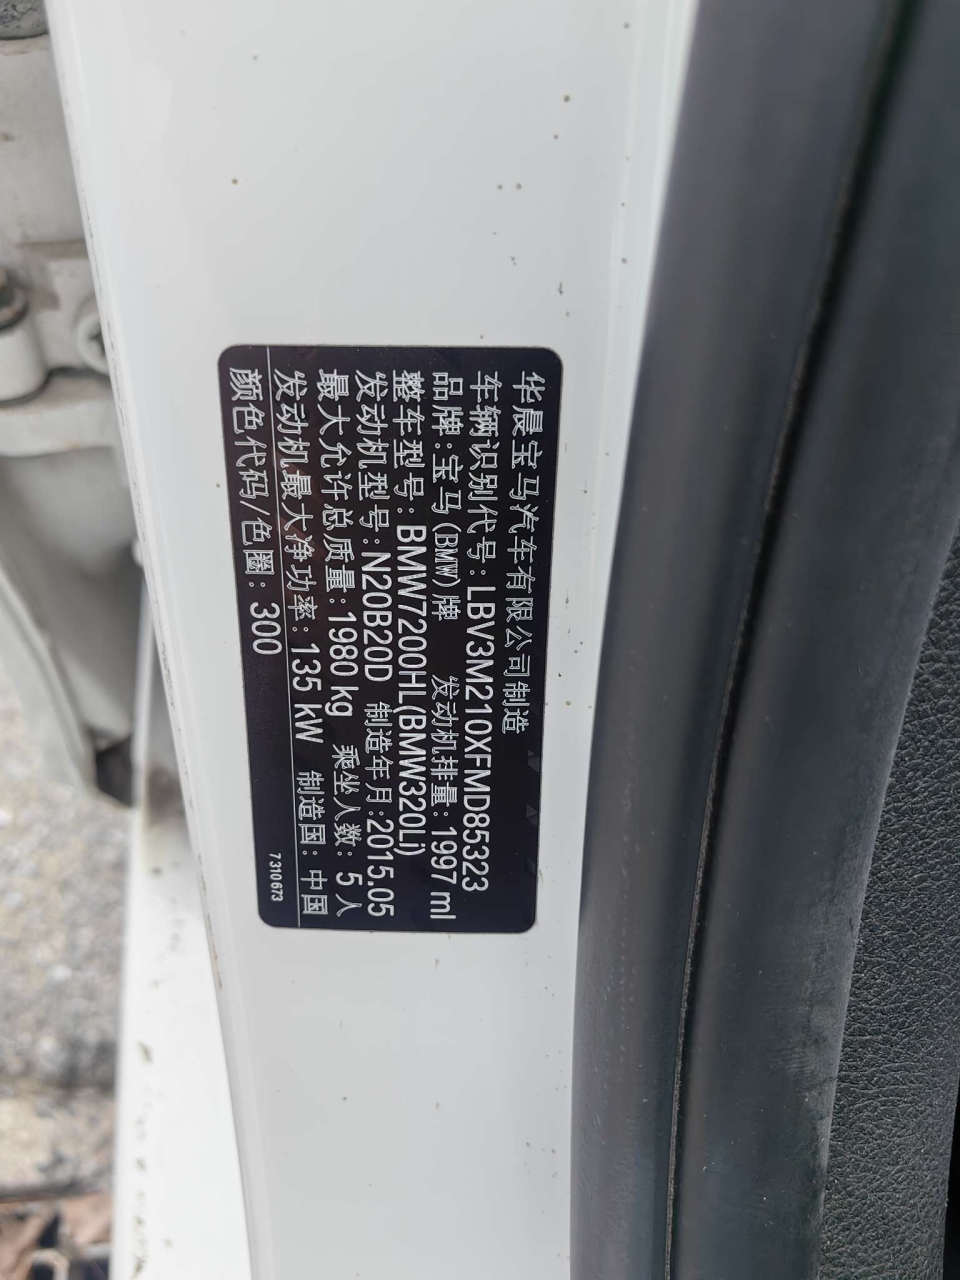 华晨宝马汽车有限公司制造
车辆识别代号:LBV3M210XFMD85323
品牌:宝马(BMW)牌 发动机排量:1997 ml
整车型号:BMW7200HL(BMW320Li)
发动机型号:N20B20D 制造年月:2015.05
最大允许总质量:1980 kg 乘坐人数:5 人
发动机最大净功率:135 kW 制造国:中国
颜色代码/色圈:300
7 310 673